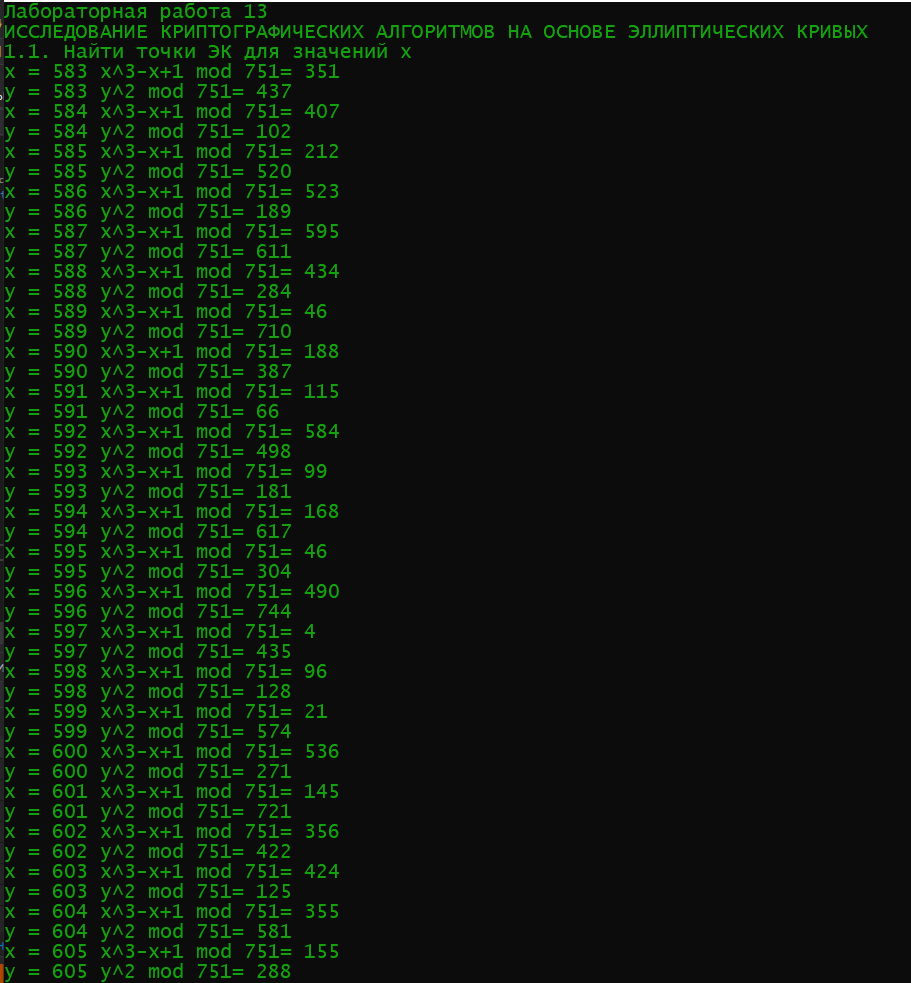 Лабораторная работа 13
ИССЛЕДОВАНИЕ КРИПТОГРАФИЧЕСКИХ АЛГОРИТМОВ НА ОСНОВЕ ЭЛЛИПТИЧЕСКИХ КРИВЫХ
1.1. Найти точки ЭК для значений x
x = 583 x^3-x+1 mod 751= 351
y = 583 y^2 mod 751= 437
x = 584 x^3-x+1 mod 751= 407
y = 584 y^2 mod 751= 102
x = 585 x^3-x+1 mod 751= 212
y = 585 y^2 mod 751= 520
x = 586 x^3-x+1 mod 751= 523
y = 586 y^2 mod 751= 189
x = 587 x^3-x+1 mod 751= 595
y = 587 y^2 mod 751= 611
x = 588 x^3-x+1 mod 751= 434
y = 588 y^2 mod 751= 284
x = 589 x^3-x+1 mod 751= 46
y = 589 y^2 mod 751= 710
x = 590 x^3-x+1 mod 751= 188
y = 590 y^2 mod 751= 387
x = 591 x^3-x+1 mod 751= 115
y = 591 y^2 mod 751= 66
x = 592 x^3-x+1 mod 751= 584
y = 592 y^2 mod 751= 498
x = 593 x^3-x+1 mod 751= 99
y = 593 y^2 mod 751= 181
x = 594 x^3-x+1 mod 751= 168
y = 594 y^2 mod 751= 617
x = 595 x^3-x+1 mod 751= 46
y = 595 y^2 mod 751= 304
x = 596 x^3-x+1 mod 751= 490
y = 596 y^2 mod 751= 744
x = 597 x^3-x+1 mod 751= 4
y = 597 y^2 mod 751= 435
x = 598 x^3-x+1 mod 751= 96
y = 598 y^2 mod 751= 128
x = 599 x^3-x+1 mod 751= 21
y = 599 y^2 mod 751= 574
x = 600 x^3-x+1 mod 751= 536
y = 600 y^2 mod 751= 271
x = 601 x^3-x+1 mod 751= 145
y = 601 y^2 mod 751= 721
x = 602 x^3-x+1 mod 751= 356
y = 602 y^2 mod 751= 422
x = 603 x^3-x+1 mod 751= 424
y = 603 y^2 mod 751= 125
x = 604 x^3-x+1 mod 751= 355
y = 604 y^2 mod 751= 581
x = 605 x^3-x+1 mod 751= 155
y = 605 y^2 mod 751= 288